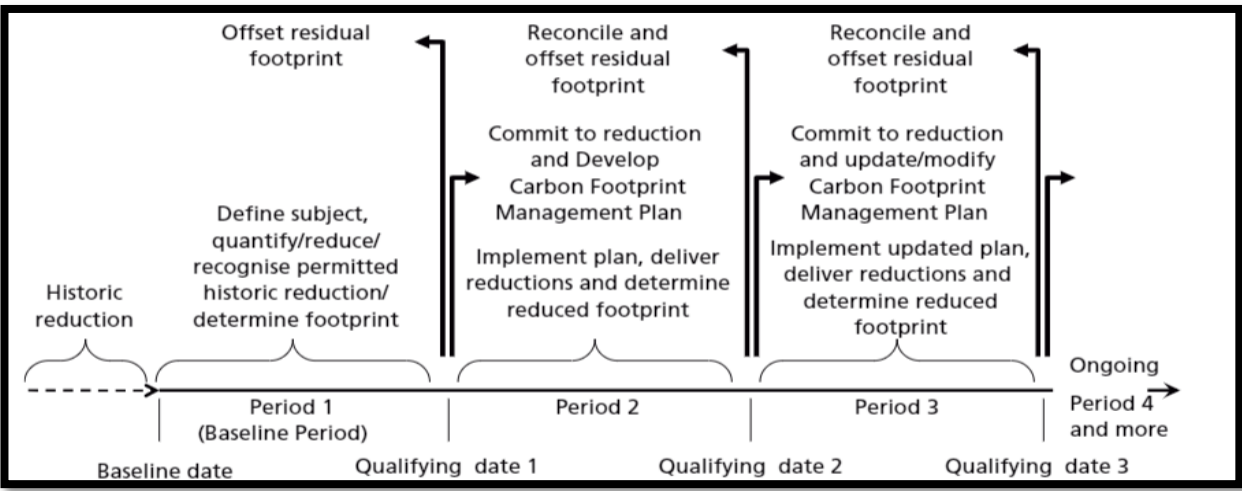 Offset residual
footprint
Reconcile and
offset residual
footprint
Reconcile and
offset residual
footprint
Commit to reduction
and Develop
Carbon Footprint
Management Plan
Commit to reduction
and update/modify
Carbon Footprint
Management Plan
Historic
reduction
Define subject,
quantify/reduce/
recognise permitted
historic reduction/
determine footprint
Implement plan, deliver
reductions and determine
reduced footprint
Implement updated plan,
deliver reductions and
determine reduced
footprint
Ongoing
Period 1
(Baseline Period)
Period 2
Period 3
Period 4
and more
Baseline date
Qualifying date 1
Qualifying date 2
Qualifying date 3